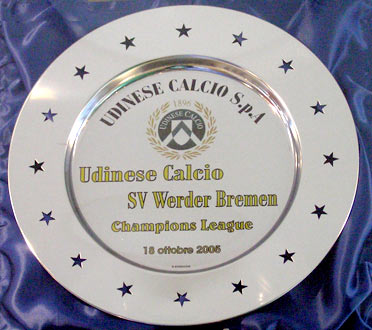 UDINESE CALCIO S.p.A
1896
UDINESE CALCIO
Udinese Calcio
SV Werder Bremen
Champions League
18 ottobre 2005